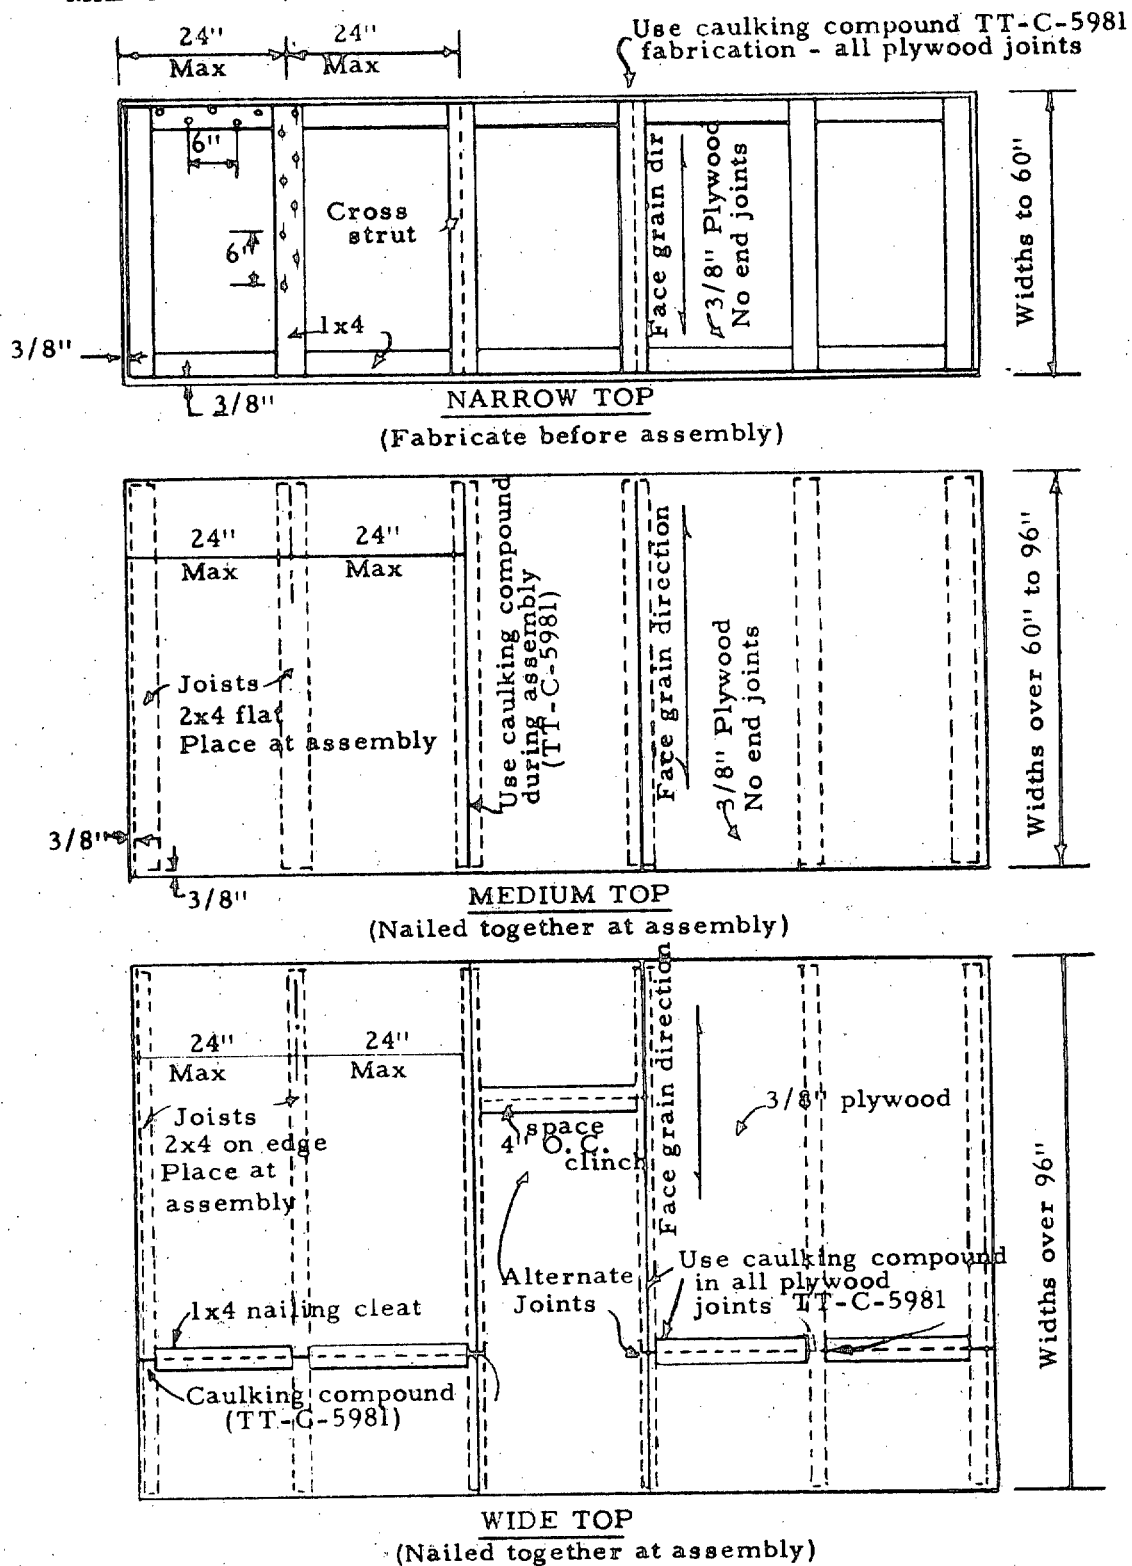 24" 24"
Max Max
Use caulking compound TT-C-5981
fabrication - all plywood joints
6"
6"
Cross
strut
1x4
Face grain dir
3/8" Plywood
No end joints
Widths to 60"
3/8"
3/8"
NARROW TOP
(Fabricate before assembly)
24" 24"
Max Max
Joists
2x4 flat
Place at assembly
Use caulking compound
during assembly
(TT-C-5981)
Face grain direction
3/8" Plywood
No end joints
Widths over 60" to 96"
3/8"
3/8"
MEDIUM TOP
(Nailed together at assembly)
24" 24"
Max Max
Joists
2x4 on edge
Place at
assembly
space
4" O.C.
clinch
Face grain direction
3/8" plywood
Alternate
Joints
Use caulking compound
in all plywood
joints TT-C-5981
1x4 nailing cleat
Caulking compound
(TT-C-5981)
Widths over 96"
WIDE TOP
(Nailed together at assembly)